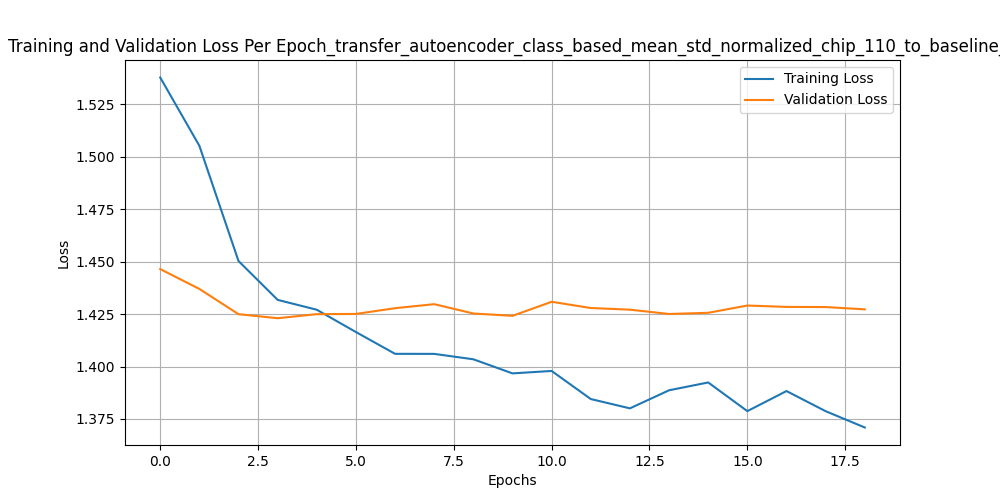 Training and Validation Loss Per Epoch_transfer_autoencoder_class_based_mean_std_normalized_chip_110_to_baseline_
Training Loss
Validation Loss
1.525
1.500
1.475
1.450
1.425
1.400
1.375
Loss
0.0 2.5 5.0 7.5 10.0 12.5 15.0 17.5
Epochs